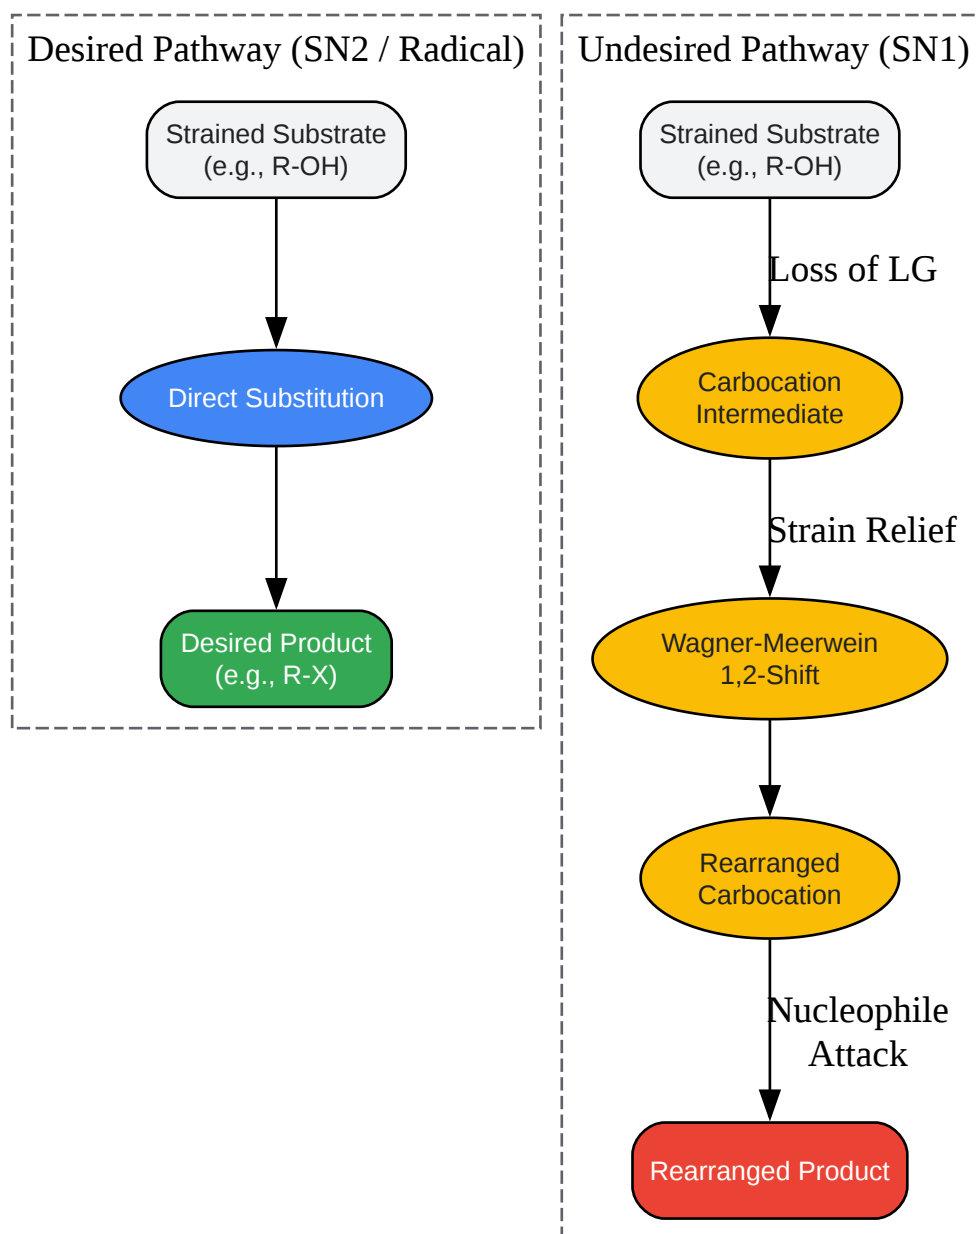 Desired Pathway (SN2 / Radical)
Strained Substrate
(e.g., R-OH)
Direct Substitution
Desired Product
(e.g., R-X)
Undesired Pathway (SN1)
Strained Substrate
(e.g., R-OH)
Loss of LG
Carbocation
Intermediate
Strain Relief
Wagner-Meerwein
1,2-Shift
Rearranged
Carbocation
Nucleophile
Attack
Rearranged Product